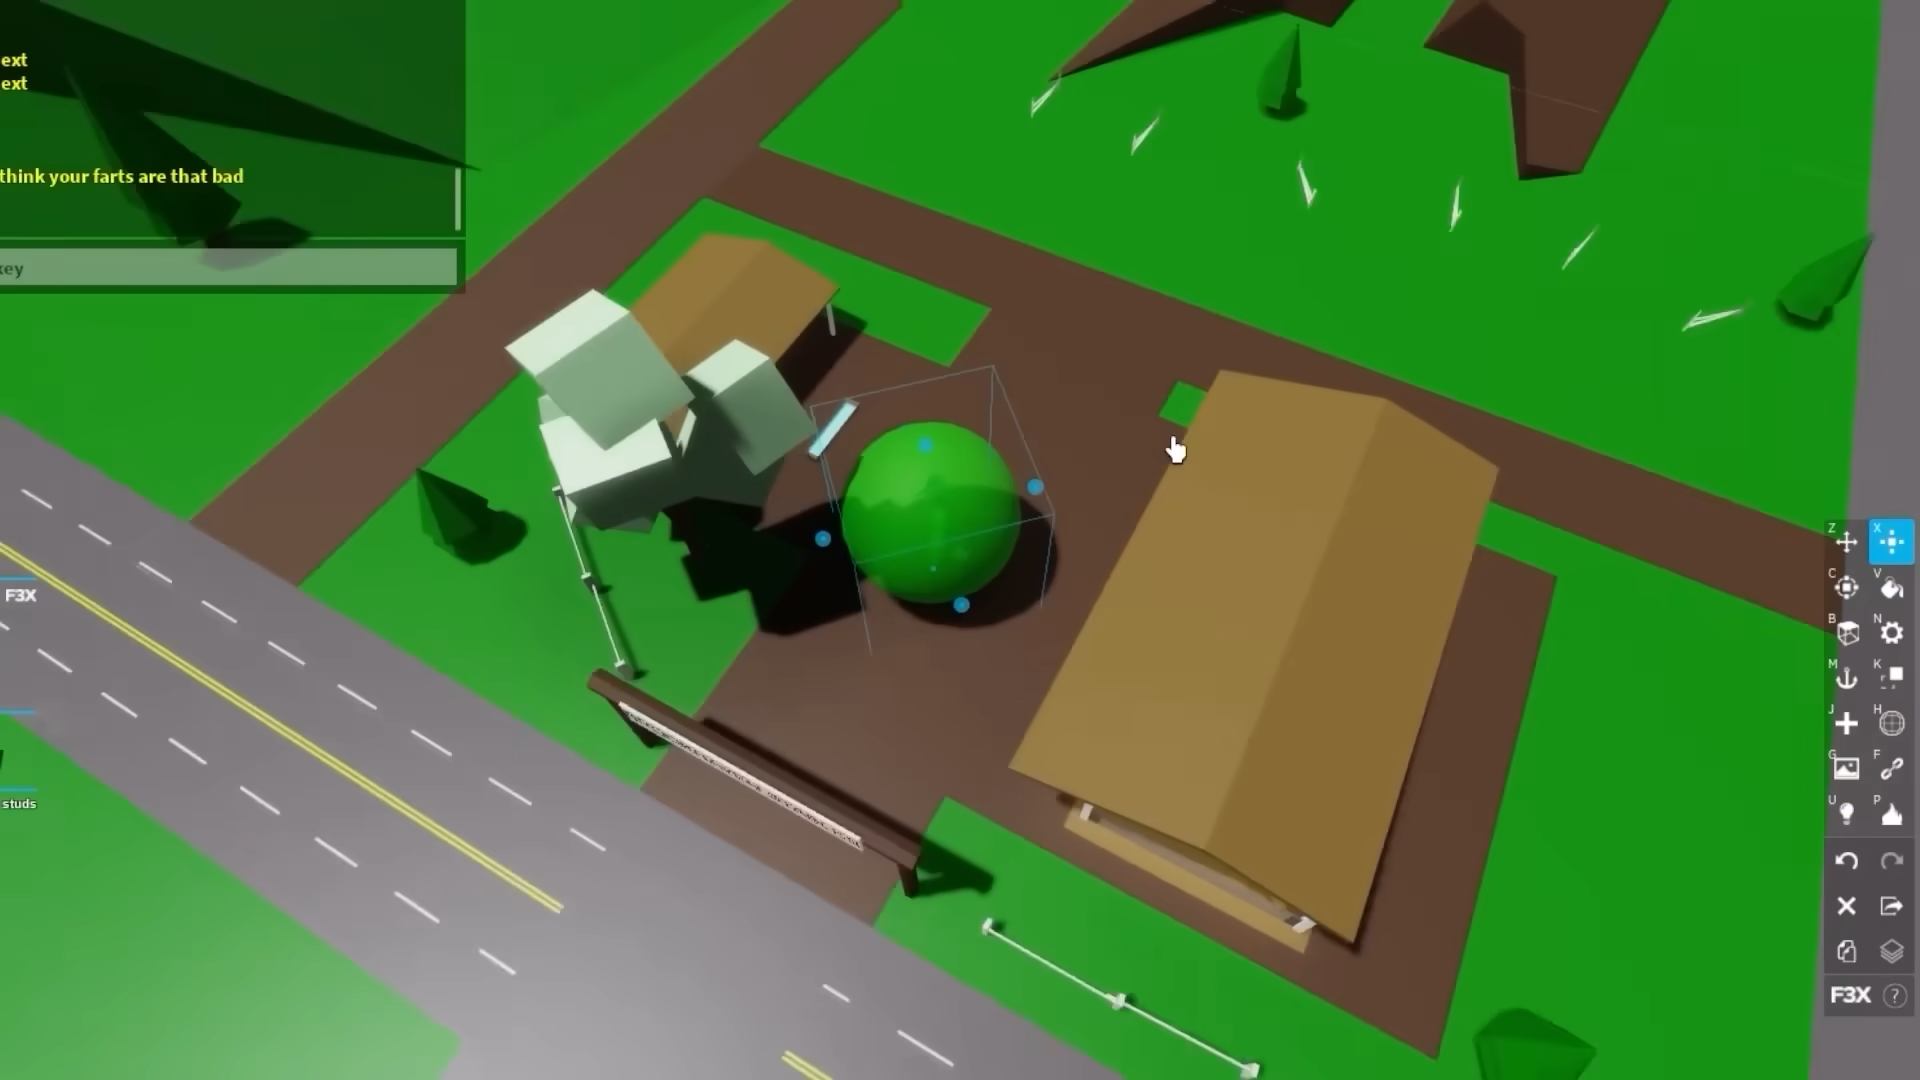 ext
ext
think your farts are that bad
key
F3X
studs
Z X
C V
B N
M K
J H
G F
U P
F3X ?